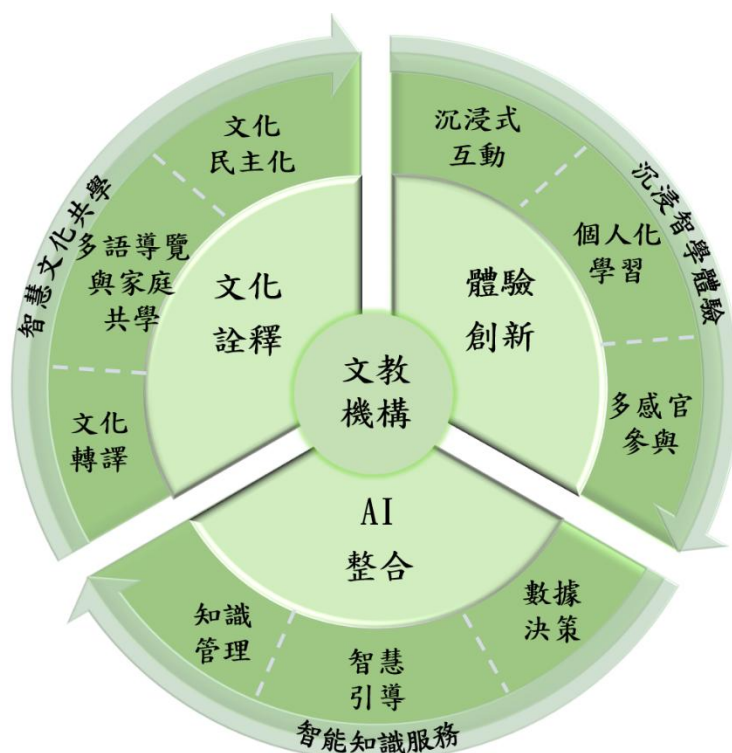 文教
機構
文化
詮釋
體驗
創新
AI
整合
文化
民主化
多語導覽
與家庭
共學
文化
轉譯
沉浸式
互動
個人化
學習
多感官
參與
知識
管理
智慧
引導
數據
決策
智慧文化共學
沉浸智學體驗
智能知識服務